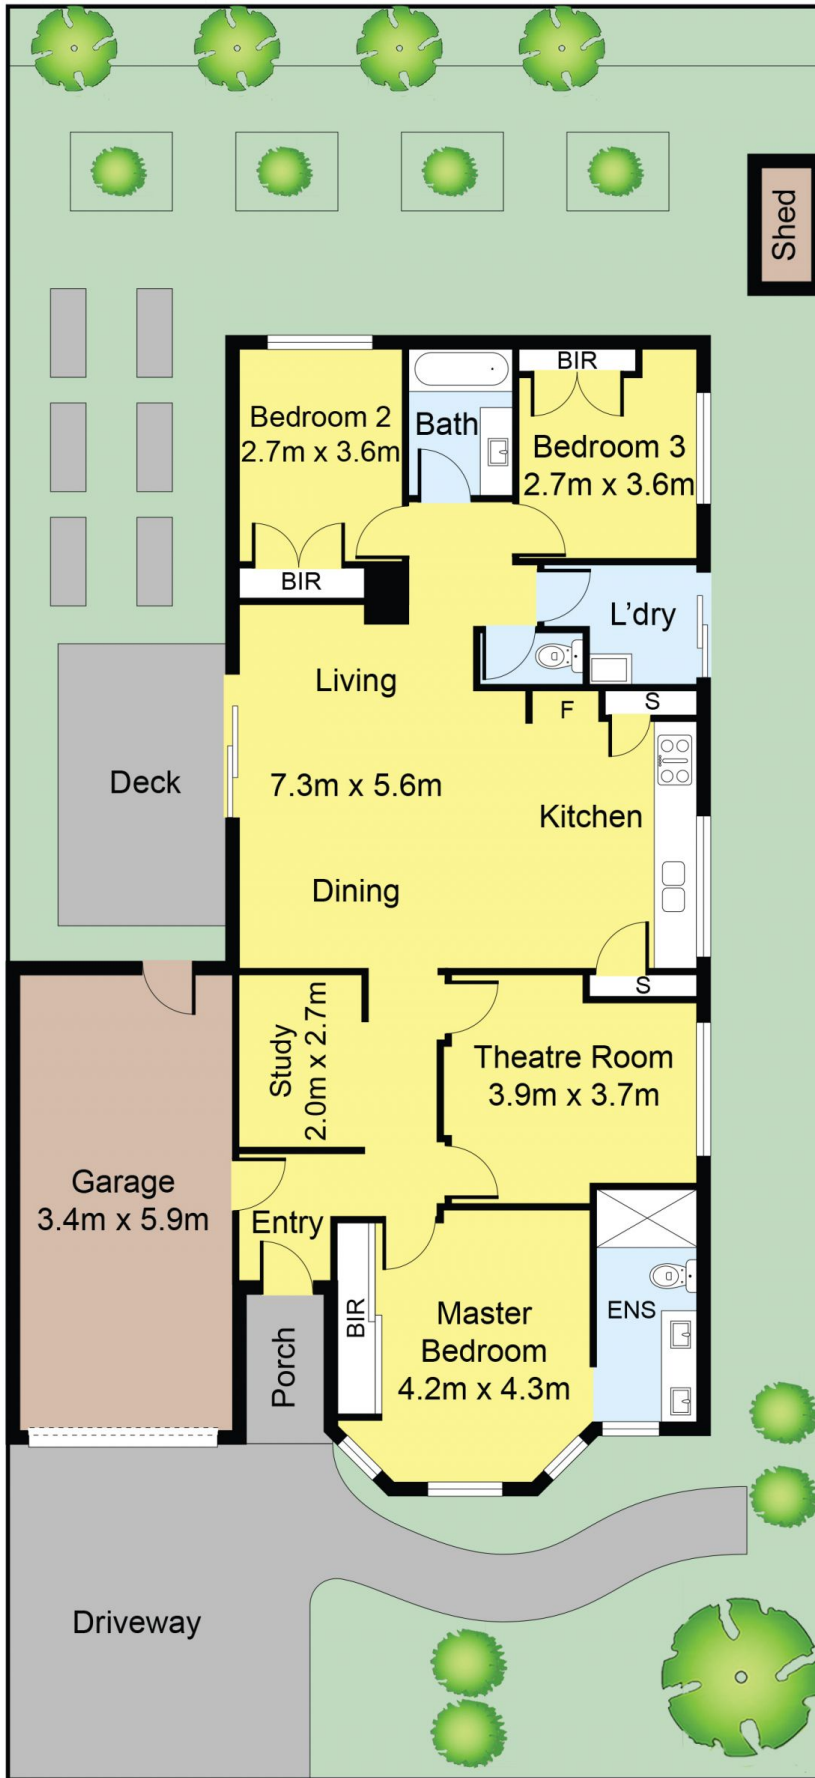 Shed
BIR
Bedroom 2
2.7m x 3.6m
Bath
Bedroom 3
2.7m x 3.6m
BIR
L'dry
Living
F
S
Deck
7.3m x 5.6m
Kitchen
Dining
S
Study
2.0m x 2.7m
Theatre Room
3.9m x 3.7m
Garage
3.4m x 5.9m
Entry
BIR
Master
Bedroom
4.2m x 4.3m
ENS
Porch
Driveway